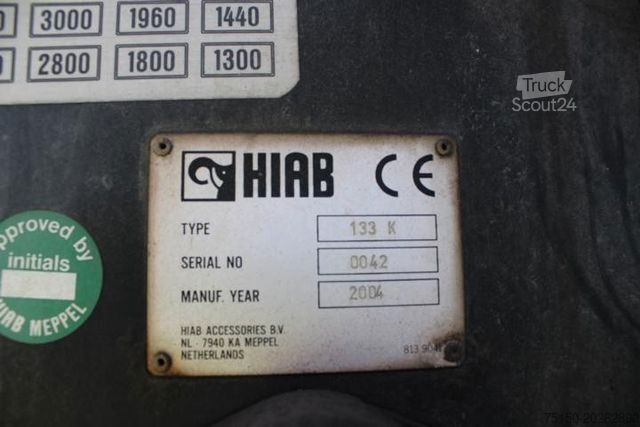 3000 1960 1440
2800 1800 1300
Truck
Scout24
HIAB CE
TYPE 133 K
SERIAL NO 0042
MANUF. YEAR 2004
HIAB ACCESSORIES B.V.
NL - 7940 KA MEPPEL
NETHERLANDS
813 904
Approved by
initials
HIAB MEPPEL